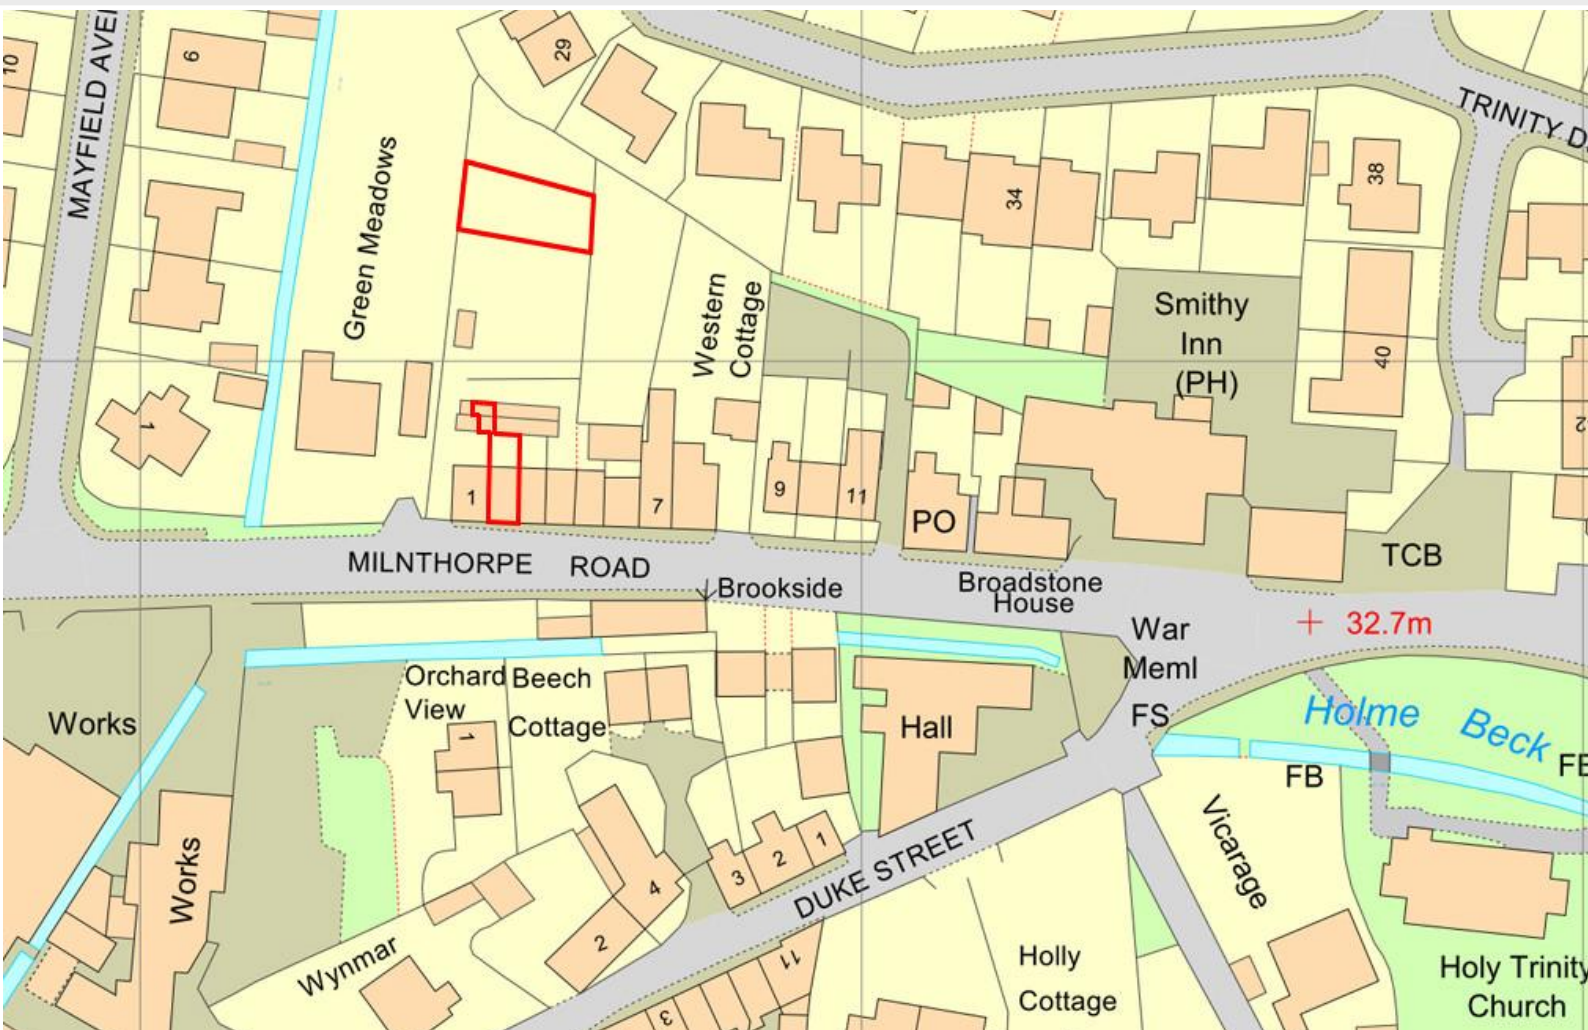 MAYFIELD AVE
10
9
29
TRINITY D
Green Meadows
34
38
Western
Cottage
Smithy
Inn
(PH)
40
1
1
7
9
11
PO
2
TCB
MILNTHORPE ROAD
Brookside
Broadstone
House
War
Meml
32.7m
Works
Orchard
View
Beech
Cottage
Hall
FS
Holme Beck
1
FB
Works
Vicarage
4
3
2
1
DUKE STREET
2
Wynmar
11
3
Holly
Cottage
Holy Trinity
Church